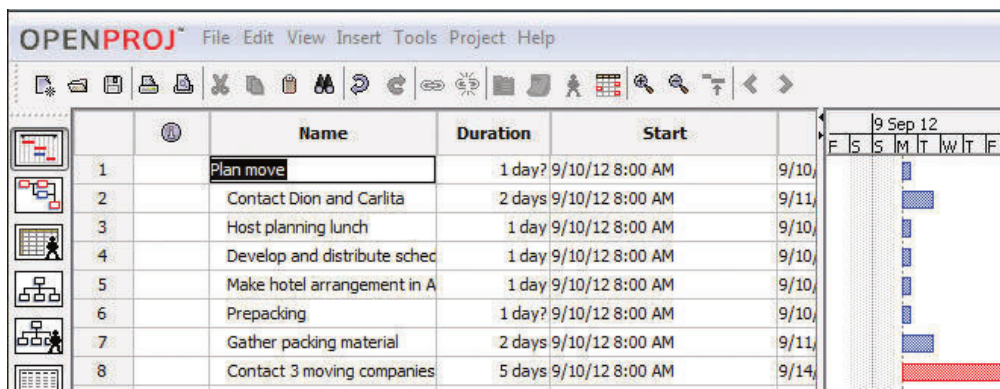 OPENPROJ™ File Edit View Insert Tools Project Help
Name Duration Start
9 Sep 12
F S S M T W T F
1 Plan move 1 day? 9/10/12 8:00 AM 9/10/
2 Contact Dion and Carlita 2 days 9/10/12 8:00 AM 9/11/
3 Host planning lunch 1 day 9/10/12 8:00 AM 9/10/
4 Develop and distribute sched 1 day 9/10/12 8:00 AM 9/10/
5 Make hotel arrangement in A 1 day 9/10/12 8:00 AM 9/10/
6 Prepacking 1 day? 9/10/12 8:00 AM 9/10/
7 Gather packing material 2 days 9/10/12 8:00 AM 9/11/
8 Contact 3 moving companies 5 days 9/10/12 8:00 AM 9/14/